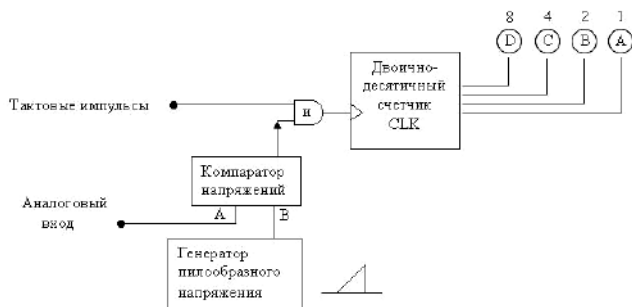 8 4 2 1
D C B A
Двоично-
десятичный
счетчик
CLK
Тактовые импульсы
и
Компаратор
напряжений
Аналоговый
вход
A B
Генератор
пилообразного
напряжения